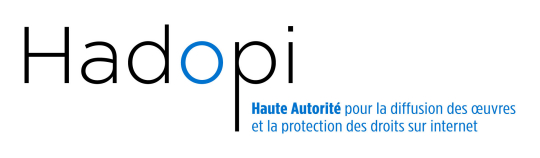 Hadopi
Haute Autorité pour la diffusion des œuvres
et la protection des droits sur internet